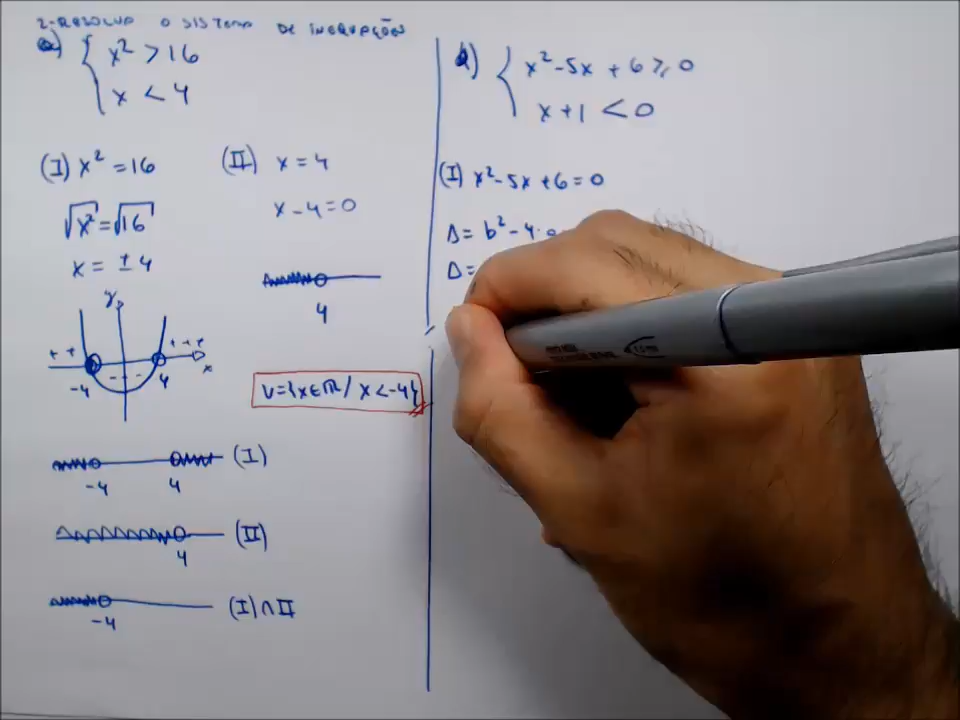 2-RESOLVA O SISTEMA DE INEQUAÇÕES
a) { x² > 16
x < 4
(I) x² = 16
√x² = √16
x = ± 4
y
+ + + + +
-4 - - - 4 x
(II) x = 4
x - 4 = 0
4
V={x∈ℝ/ x<-4}
-4 4 (I)
4 (II)
-4 (I)∩II
b) { x²-5x+6≥0
x+1<0
(I) x²-5x+6=0
Δ= b²-4·a
Δ=